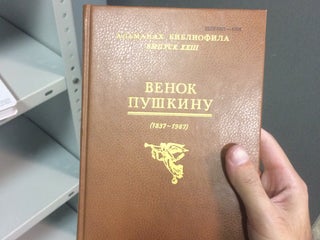 АЛЬМАНАХ БИБЛИОФИЛА
ВЫПУСК XXIII
ВЕНОК
ПУШКИНУ
(1837–1987)